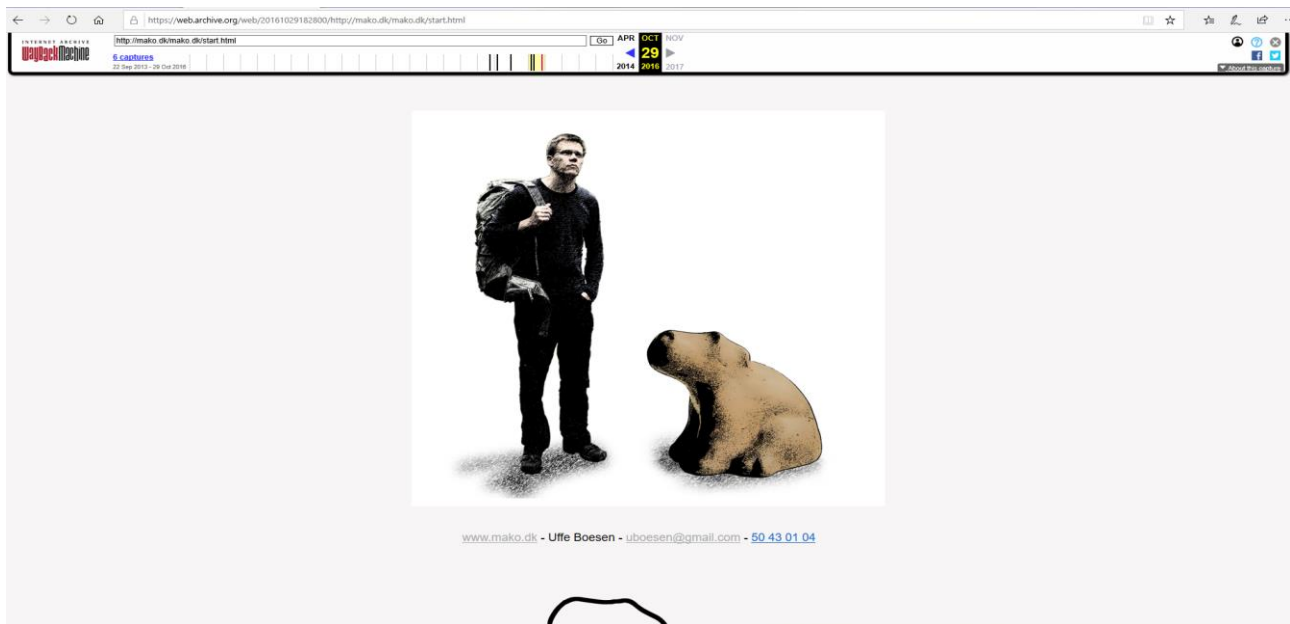 https://web.archive.org/web/20161029182800/http://mako.dk/mako.dk/start.html
INTERNET ARCHIVE
WayBackMachine
http://mako.dk/mako.dk/start.html
Go
APR OCT NOV
6 captures
29
22 Sep 2013 - 29 Oct 2016
2014 2016 2017
About this capture
www.mako.dk - Uffe Boesen - uboesen@gmail.com - 50 43 01 04